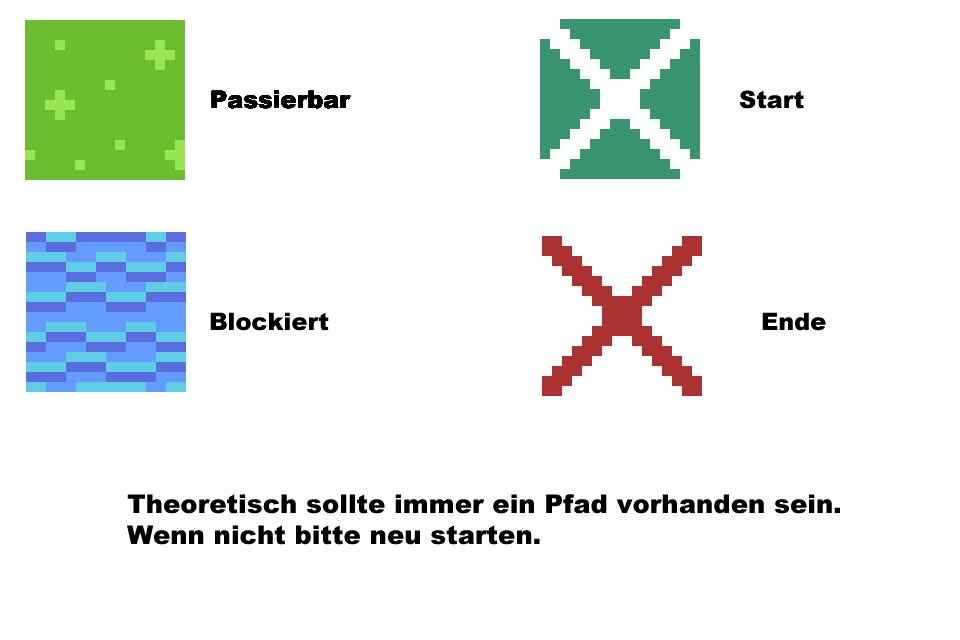 Passierbar
Start
Blockiert
Ende
Theoretisch sollte immer ein Pfad vorhanden sein.
Wenn nicht bitte neu starten.